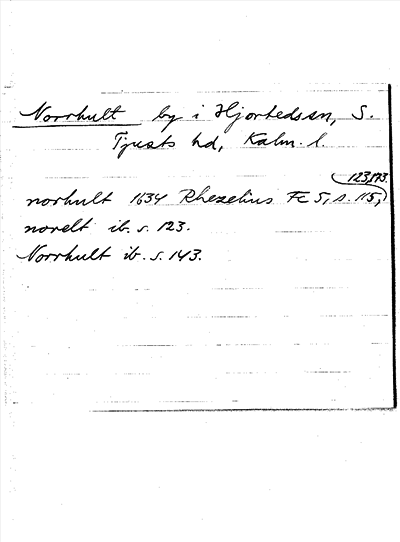 Norrhult by i Hjortedssn, S.
Tjusts hd, Kalm. l.
norhult 1634 Rhezelius Fc 5, s. 115, 123, 173.
norelt ib. s. 123.
Norrhult ib. s. 143.